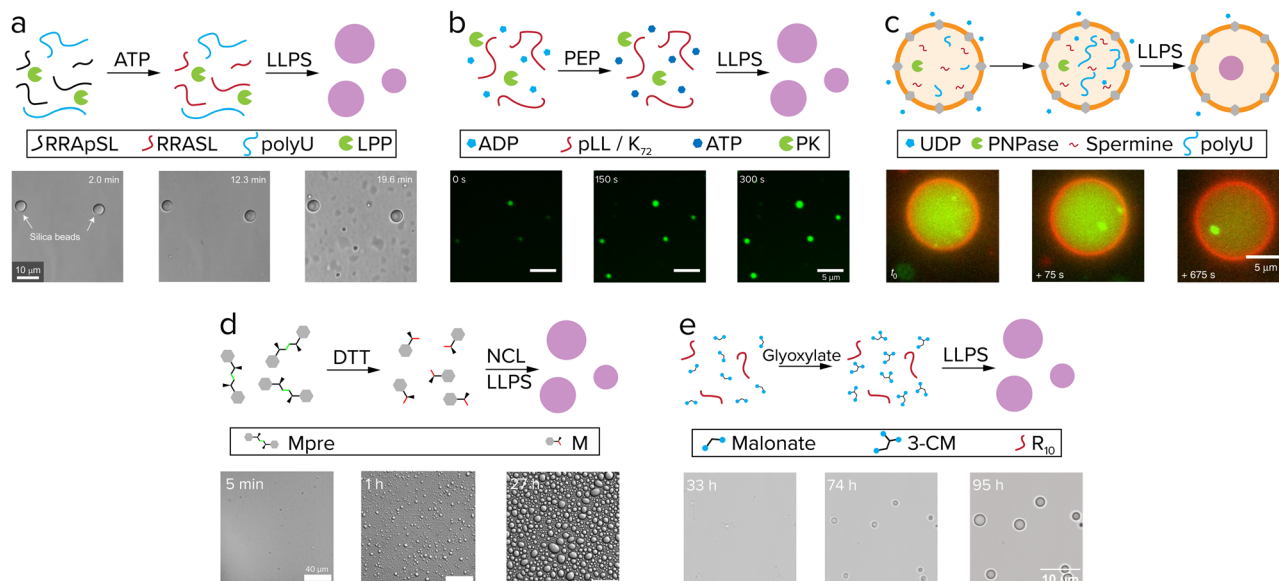 a
ATP
LLPS
RRApSL
RRASL
polyU
LPP
2.0 min
12.3 min
19.6 min
Silica beads
10 μm
b
PEP
LLPS
ADP
pLL / K72
ATP
PK
0 s
150 s
300 s
5 μm
c
LLPS
UDP
PNPase
Spermine
polyU
t0
+ 75 s
+ 675 s
5 μm
d
DTT
NCL
LLPS
Mpre
M
5 min
1 h
27 h
40 μm
e
Glyoxylate
LLPS
Malonate
3-CM
R10
33 h
74 h
95 h
10 μm